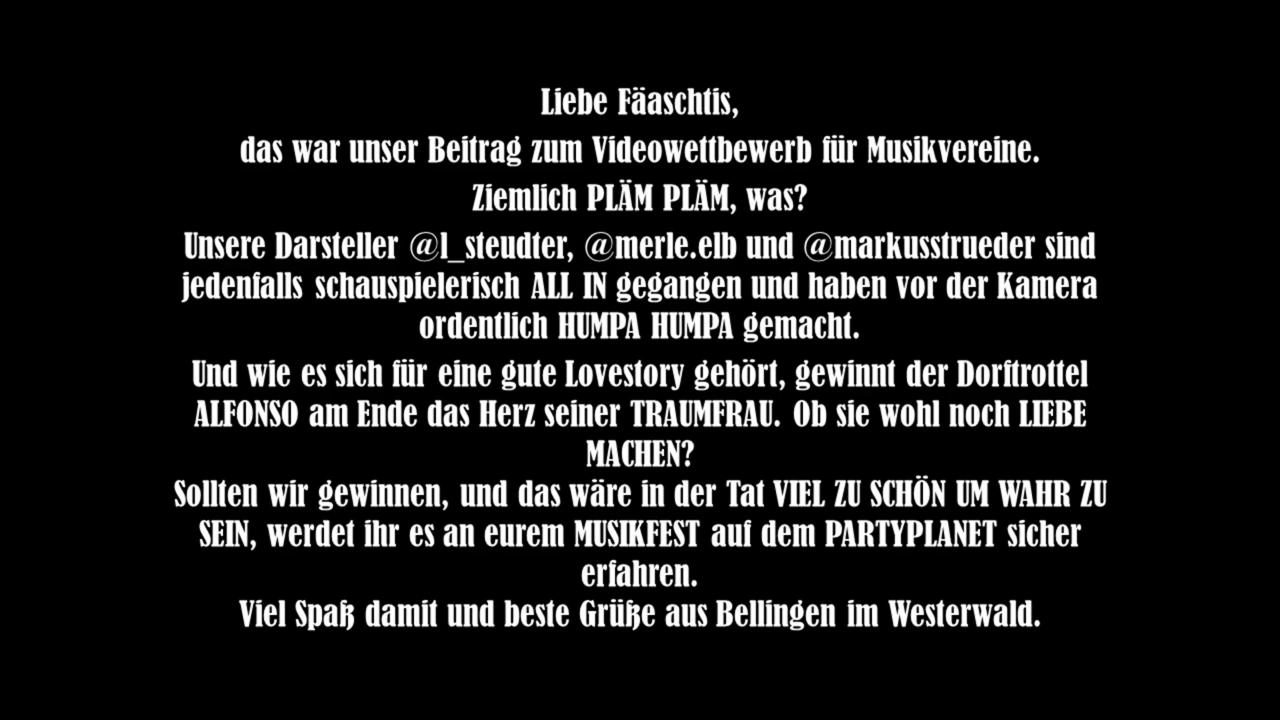 Liebe Fäaschtis,
das war unser Beitrag zum Videowettbewerb für Musikvereine.
Ziemlich PLÄM PLÄM, was?
Unsere Darsteller @l_steudter, @merle.elb und @markusstrueder sind
jedenfalls schauspielerisch ALL IN gegangen und haben vor der Kamera
ordentlich HUMPA HUMPA gemacht.
Und wie es sich für eine gute Lovestory gehört, gewinnt der Dorftrottel
ALFONSO am Ende das Herz seiner TRAUMFRAU. Ob sie wohl noch LIEBE
MACHEN?
Sollten wir gewinnen, und das wäre in der Tat VIEL ZU SCHÖN UM WAHR ZU
SEIN, werdet ihr es an eurem MUSIKFEST auf dem PARTYPLANET sicher
erfahren.
Viel Spaß damit und beste Grüße aus Bellingen im Westerwald.